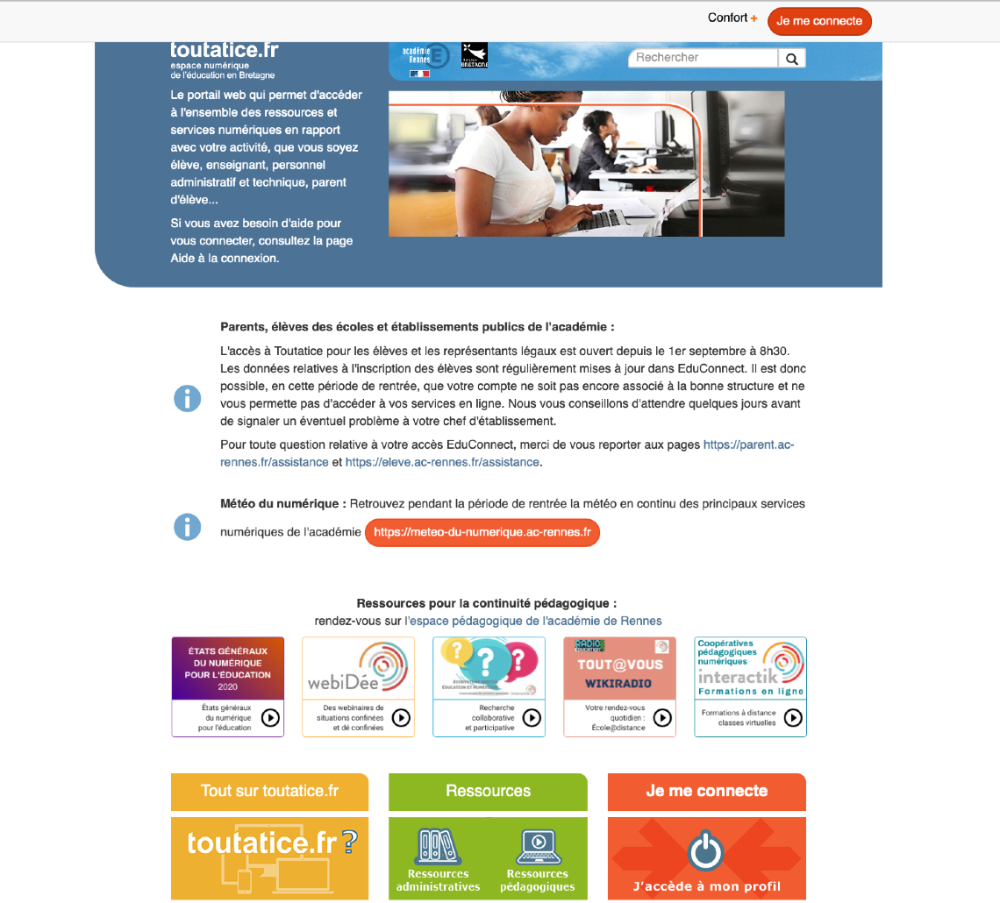 Confort + Je me connecte
toutatice.fr
espace numérique
de l'éducation en Bretagne
académie
Rennes
BRETAGNE
Rechercher
Le portail web qui permet d'accéder
à l'ensemble des ressources et
services numériques en rapport
avec votre activité, que vous soyez
élève, enseignant, personnel
administratif et technique, parent
d'élève...
Si vous avez besoin d'aide pour
vous connecter, consultez la page
Aide à la connexion.
Parents, élèves des écoles et établissements publics de l'académie :
L'accès à Toutatice pour les élèves et les représentants légaux est ouvert depuis le 1er septembre à 8h30.
Les données relatives à l'inscription des élèves sont régulièrement mises à jour dans EduConnect. Il est donc
possible, en cette période de rentrée, que votre compte ne soit pas encore associé à la bonne structure et ne
vous permette pas d'accéder à vos services en ligne. Nous vous conseillons d'attendre quelques jours avant
de signaler un éventuel problème à votre chef d'établissement.
Pour toute question relative à votre accès EduConnect, merci de vous reporter aux pages https://parent.ac-
rennes.fr/assistance et https://eleve.ac-rennes.fr/assistance.
Météo du numérique : Retrouvez pendant la période de rentrée la météo en continu des principaux services
numériques de l'académie https://meteo-du-numerique.ac-rennes.fr
Ressources pour la continuité pédagogique :
rendez-vous sur l'espace pédagogique de l'académie de Rennes
ÉTATS GÉNÉRAUX
DU NUMÉRIQUE
POUR L'ÉDUCATION
2020
États généraux
du numérique
pour l'éducation
webiDée
Des webinaires de
situations confinées
et dé confinées
? ? ?
Recherche
collaborative
et participative
RADIO
EDUCATION
TOUT@VOUS
WIKIRADIO
Votre rendez-vous
quotidien :
École@distance
Coopératives
pédagogiques
numériques
interactik
Formations en ligne
Formations à distance
classes virtuelles
Tout sur toutatice.fr
toutatice.fr ?
Ressources
Ressources
administratives
Ressources
pédagogiques
Je me connecte
J'accède à mon profil